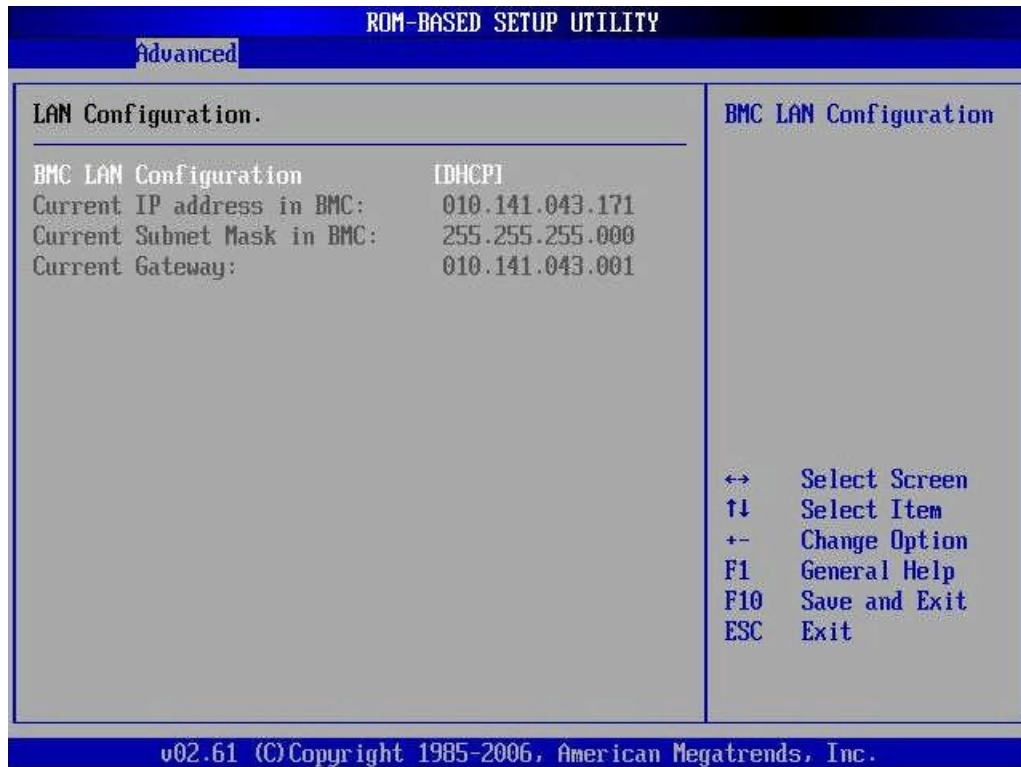 ROM-BASED SETUP UTILITY
Advanced
LAN Configuration.
BMC LAN Configuration [DHCP]
Current IP address in BMC: 010.141.043.171
Current Subnet Mask in BMC: 255.255.255.000
Current Gateway: 010.141.043.001
BMC LAN Configuration
↔ Select Screen
↑↓ Select Item
+- Change Option
F1 General Help
F10 Save and Exit
ESC Exit
v02.61 (C)Copyright 1985-2006, American Megatrends, Inc.